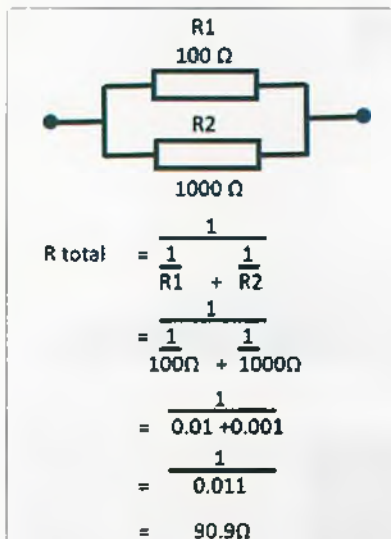 R1
100 Ω
R2
1000 Ω
1
R total = 1 1
R1 + R2
1
= 1 1
100Ω + 1000Ω
1
= 0.01 +0.001
1
= 0.011
= 90.9Ω